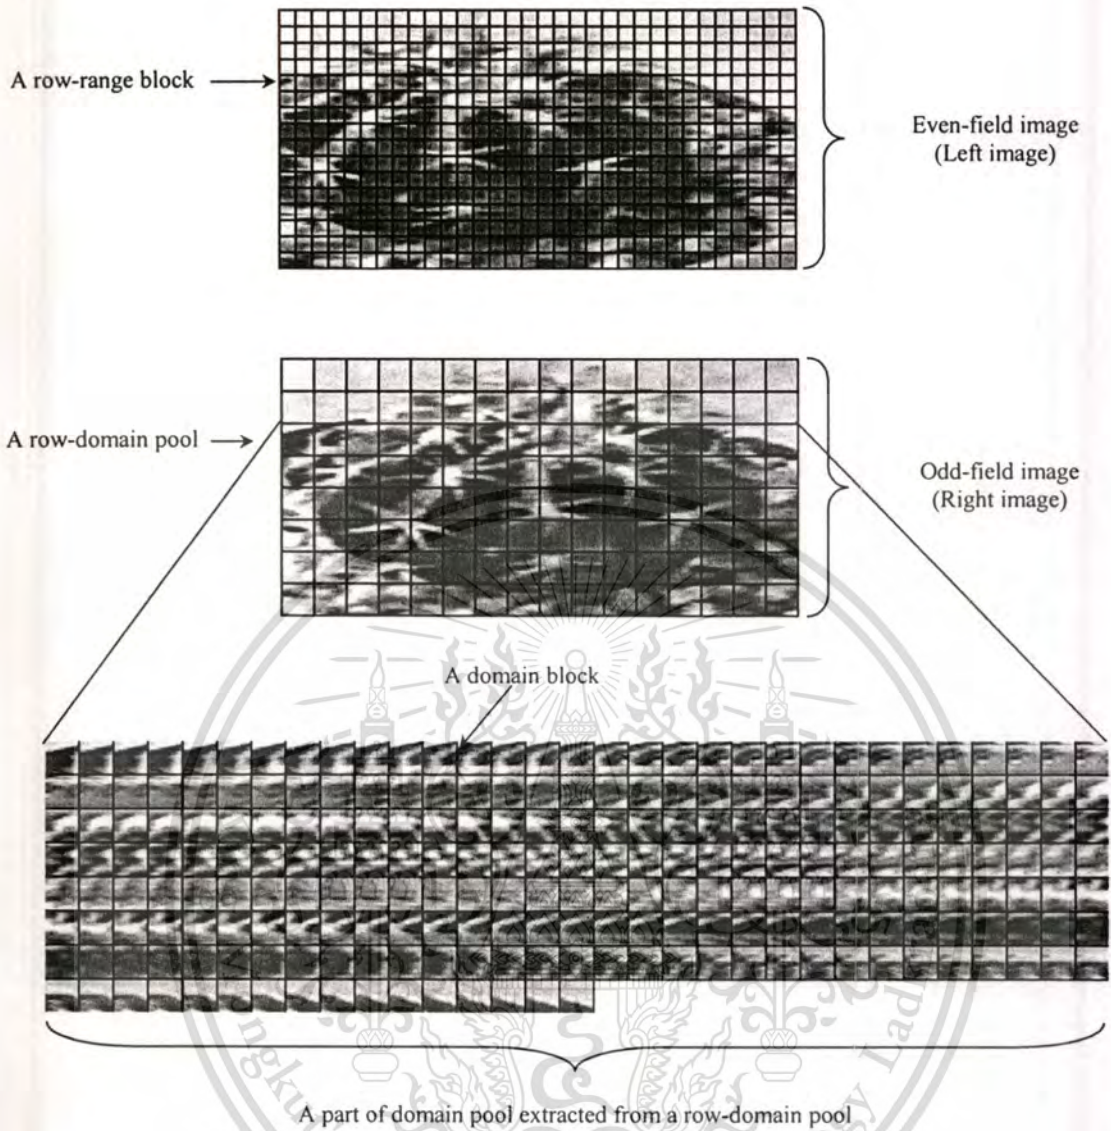 A row-range block
Even-field image
(Left image)
A row-domain pool
Odd-field image
(Right image)
A domain block
A part of domain pool extracted from a row-domain pool